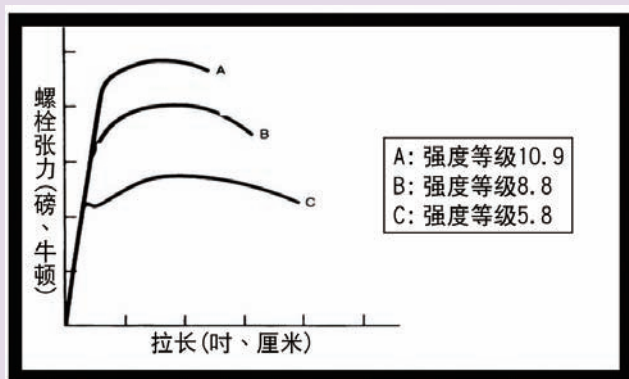 螺栓张力(磅、牛顿)
A
B
C
A: 强度等级10.9
B: 强度等级8.8
C: 强度等级5.8
拉长(吋、厘米)